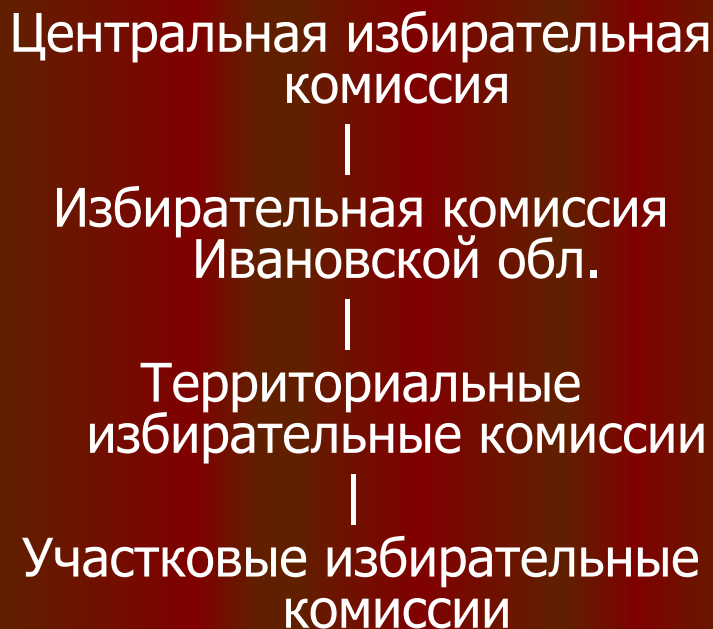 Центральная избирательная
комиссия
Избирательная комиссия
Ивановской обл.
Территориальные
избирательные комиссии
Участковые избирательные
комиссии